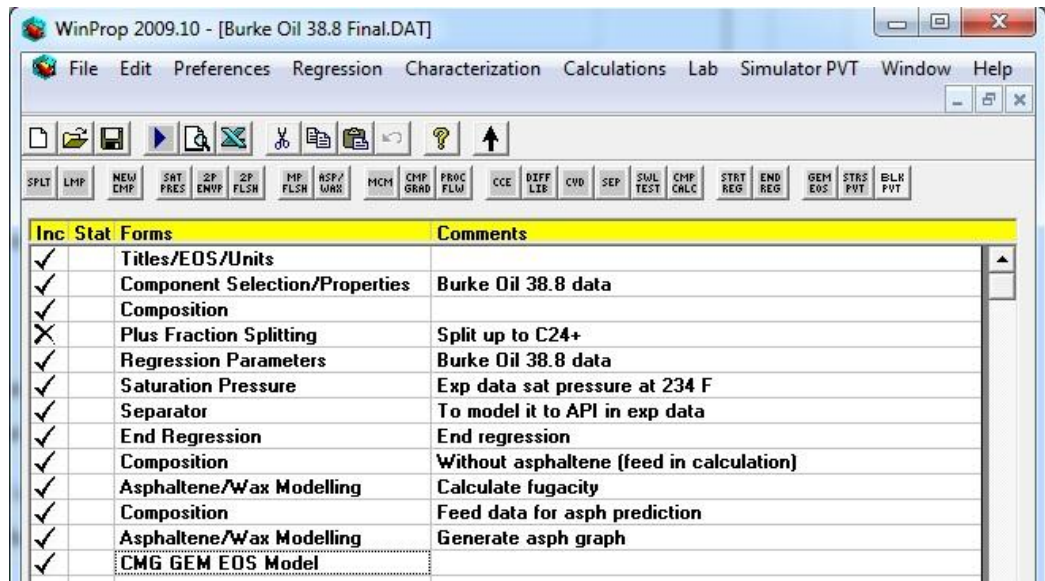 WinProp 2009.10 - [Burke Oil 38.8 Final.DAT]
File Edit Preferences Regression Characterization Calculations Lab Simulator PVT Window Help
SPLT LMP NEW CMP SAT PRES 2P ENVP 2P FLSH MP FLSH ASP/ WAX MCM CMP GRAD PROC FLW CCE DIFF LIB CVD SEP SWL TEST CMP CALC STRT REG END REG GEM EOS STRS PVT BLK PVT
Inc Stat Forms Comments
Titles/EOS/Units
Component Selection/Properties Burke Oil 38.8 data
Composition
Plus Fraction Splitting Split up to C24+
Regression Parameters Burke Oil 38.8 data
Saturation Pressure Exp data sat pressure at 234 F
Separator To model it to API in exp data
End Regression End regression
Composition Without asphaltene (feed in calculation)
Asphaltene/Wax Modelling Calculate fugacity
Composition Feed data for asph prediction
Asphaltene/Wax Modelling Generate asph graph
CMG GEM EOS Model